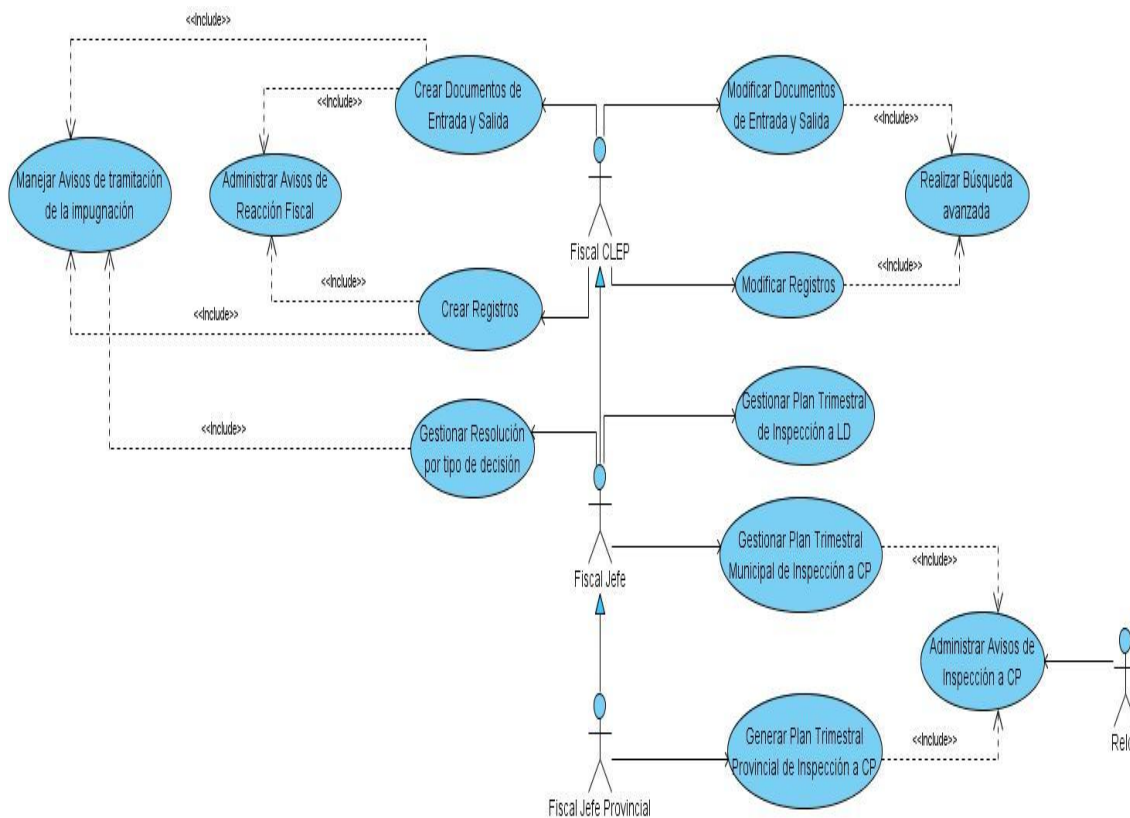 <<Include>>
<<Include>>
Crear Documentos de
Entrada y Salida
Modificar Documentos
de Entrada y Salida
<<Include>>
Manejar Avisos de tramitación
de la impugnación
Administrar Avisos de
Reacción Fiscal
Realizar Búsqueda
avanzada
Fiscal CLEP
<<Include>>
Crear Registros
<<Include>>
Modificar Registros
<<Include>>
<<Include>>
Gestionar Resolución
por tipo de decisión
Gestionar Plan Trimestral
de Inspección a LD
Fiscal Jefe
Gestionar Plan Trimestral
Municipal de Inspección a CP
<<Include>>
Administrar Avisos de
Inspección a CP
Fiscal Jefe Provincial
Generar Plan Trimestral
Provincial de Inspección a CP
<<Include>>